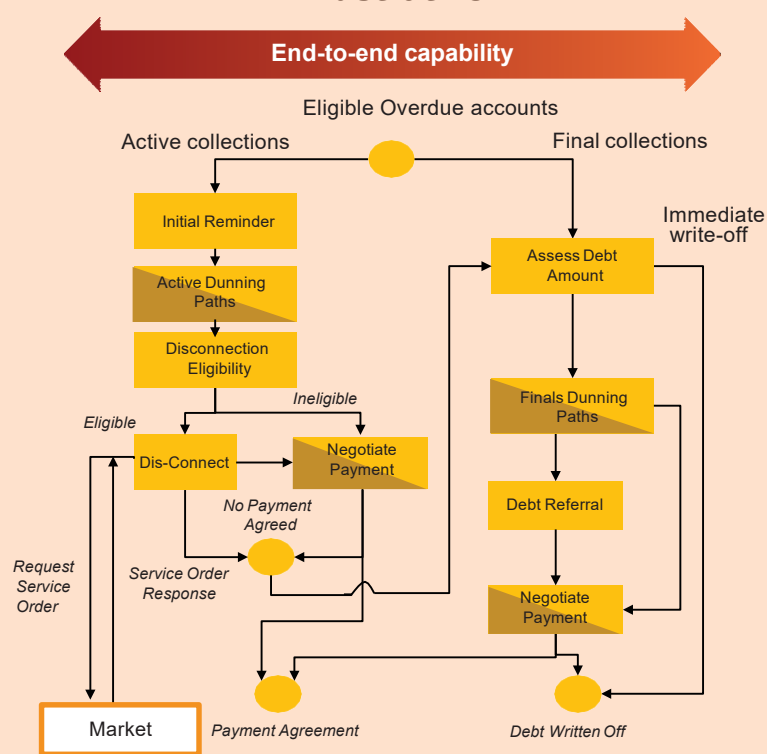 End-to-end capability
Eligible Overdue accounts
Active collections
Final collections
Initial Reminder
Immediate
write-off
Assess Debt
Amount
Active Dunning
Paths
Disconnection
Eligibility
Ineligible
Eligible
Finals Dunning
Paths
Dis-Connect
Negotiate
Payment
No Payment
Agreed
Debt Referral
Request
Service
Order
Service Order
Response
Negotiate
Payment
Market
Payment Agreement
Debt Written Off